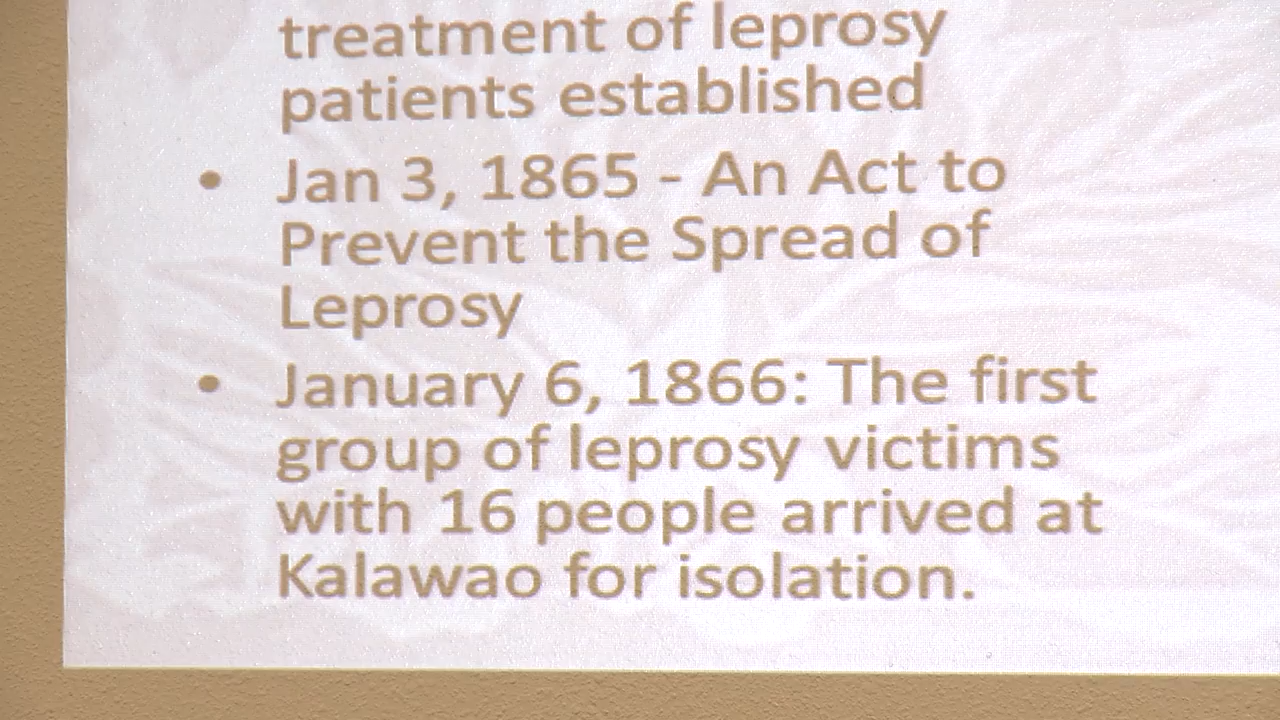 treatment of leprosy
patients established
• Jan 3, 1865 - An Act to
Prevent the Spread of
Leprosy
• January 6, 1866: The first
group of leprosy victims
with 16 people arrived at
Kalawao for isolation.